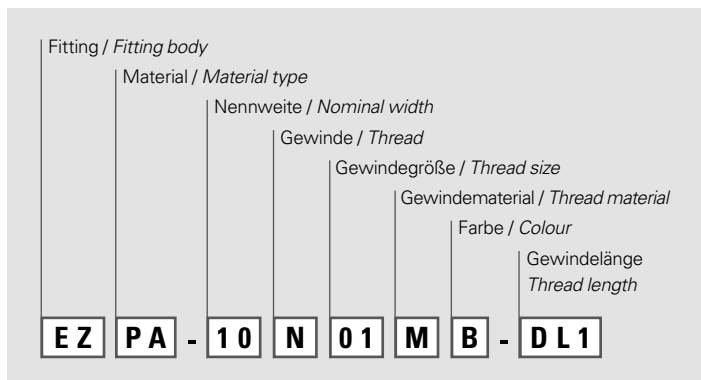 Fitting / Fitting body
Material / Material type
Nennweite / Nominal width
Gewinde / Thread
Gewindegröße / Thread size
Gewindematerial / Thread material
Farbe / Colour
Gewindelänge
Thread length
EZ PA - 10 N 01 M B - DL1